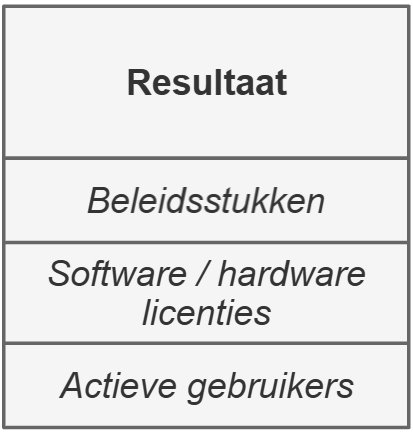 Resultaat
Beleidsstukken
Software / hardware
licenties
Actieve gebruikers